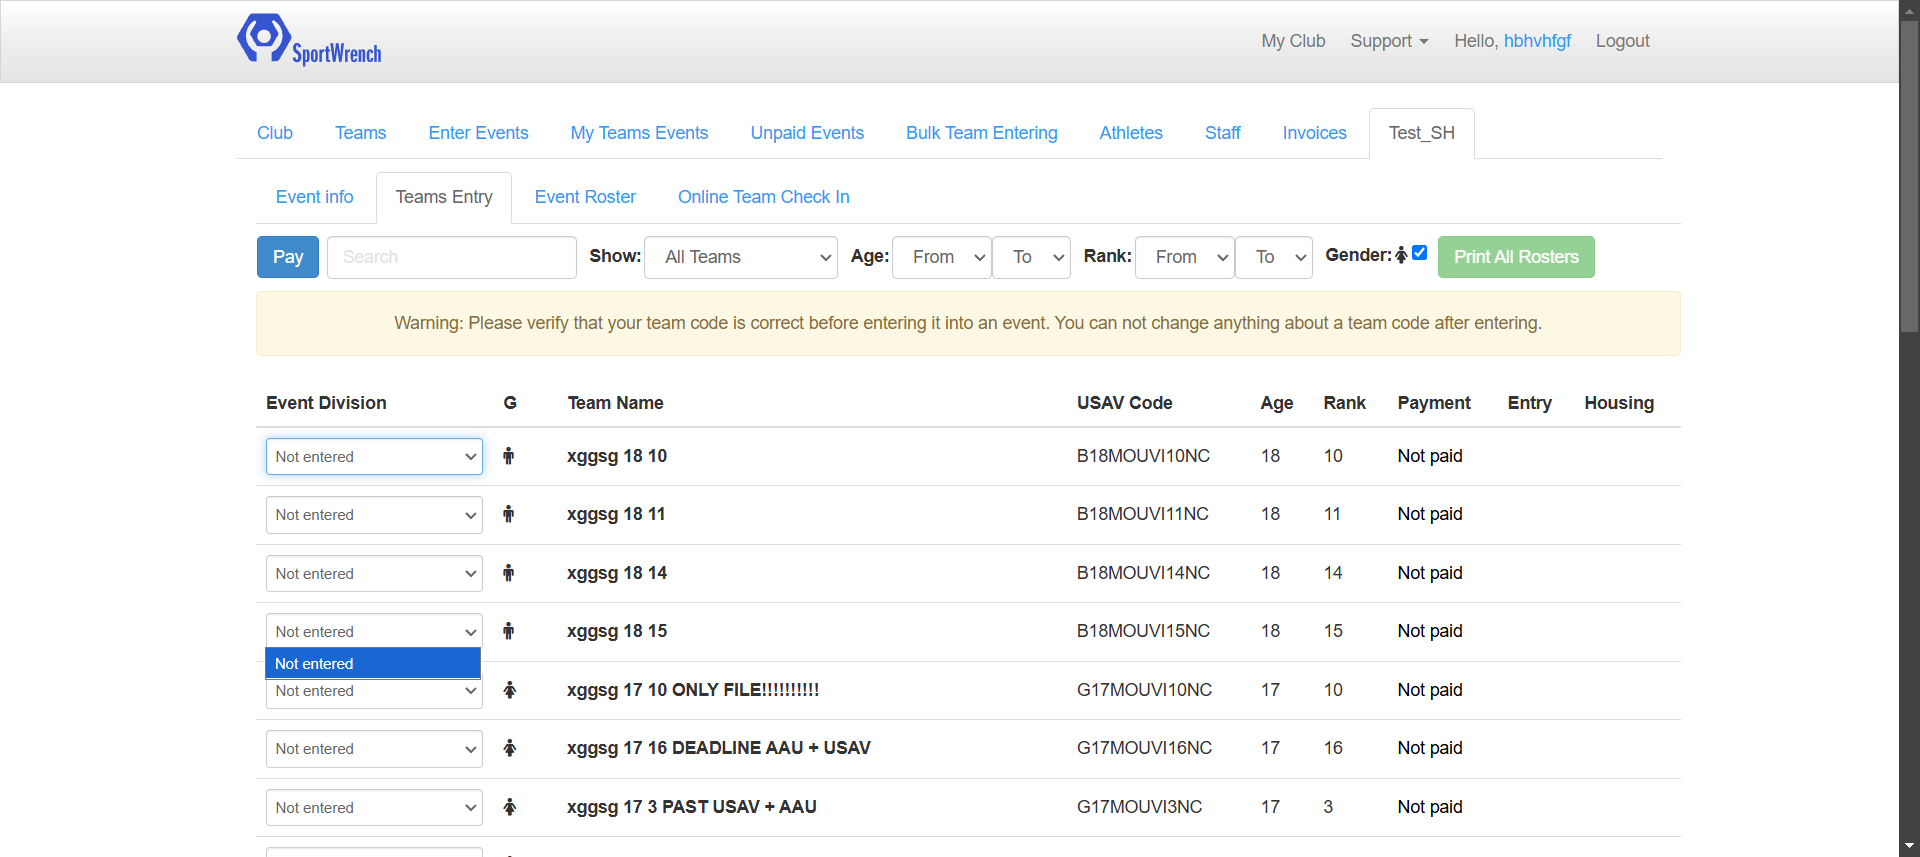 SportWrench
My Club Support Hello, hbhvhfgf Logout
Club Teams Enter Events My Teams Events Unpaid Events Bulk Team Entering Athletes Staff Invoices Test_SH
Event info Teams Entry Event Roster Online Team Check In
Pay Search Show: All Teams Age: From To Rank: From To Gender: Print All Rosters
Warning: Please verify that your team code is correct before entering it into an event. You can not change anything about a team code after entering.
Event Division G Team Name USAV Code Age Rank Payment Entry Housing
Not entered xggsg 18 10 B18MOUVI10NC 18 10 Not paid
Not entered xggsg 18 11 B18MOUVI11NC 18 11 Not paid
Not entered xggsg 18 14 B18MOUVI14NC 18 14 Not paid
Not entered xggsg 18 15 B18MOUVI15NC 18 15 Not paid
Not entered
Not entered xggsg 17 10 ONLY FILE!!!!!!!!!! G17MOUVI10NC 17 10 Not paid
Not entered xggsg 17 16 DEADLINE AAU + USAV G17MOUVI16NC 17 16 Not paid
Not entered xggsg 17 3 PAST USAV + AAU G17MOUVI3NC 17 3 Not paid